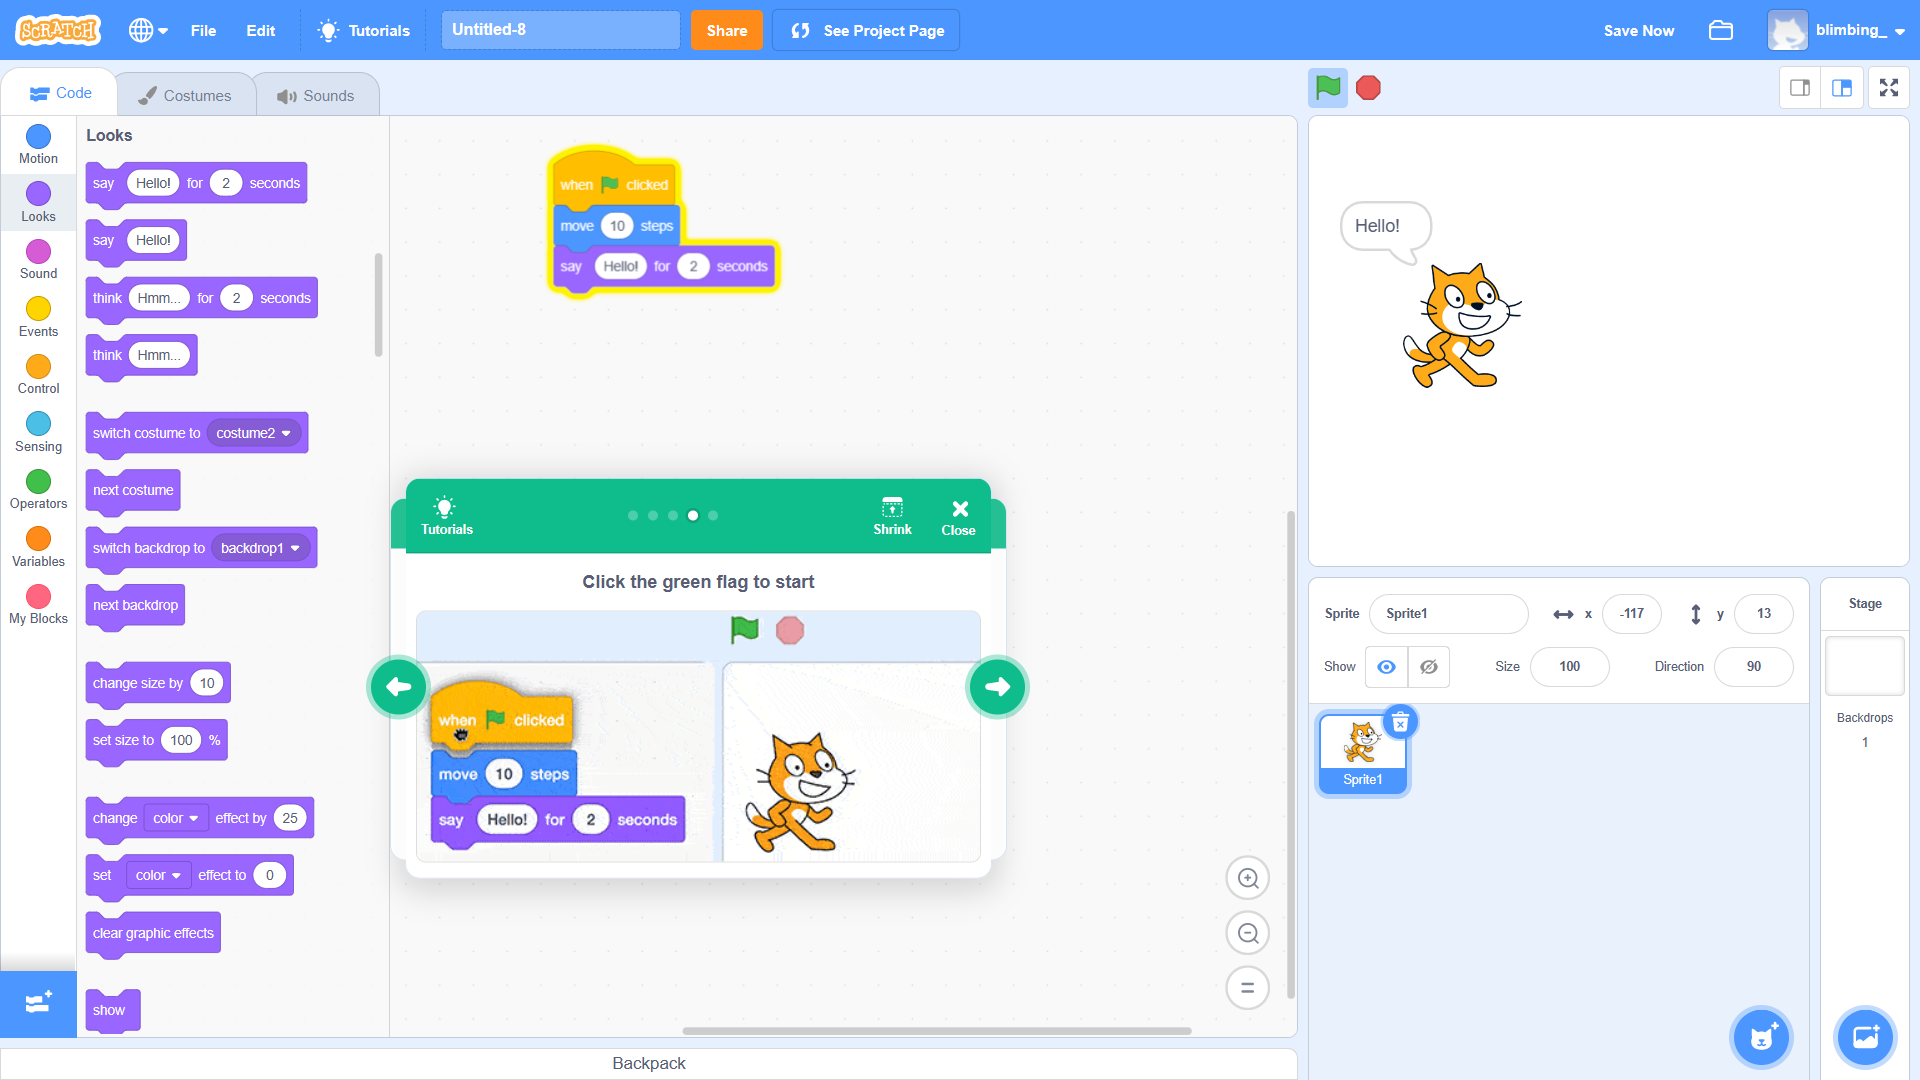 SCRATCH
File
Edit
Tutorials
Untitled-8
Share
See Project Page
Save Now
blimbing_
Code
Costumes
Sounds
Motion
Looks
Sound
Events
Control
Sensing
Operators
Variables
My Blocks
Looks
say Hello! for 2 seconds
say Hello!
think Hmm... for 2 seconds
think Hmm...
switch costume to costume2
next costume
switch backdrop to backdrop1
next backdrop
change size by 10
set size to 100 %
change color effect by 25
set color effect to 0
clear graphic effects
show
when clicked
move 10 steps
say Hello! for 2 seconds
Tutorials
Shrink
Close
Click the green flag to start
when clicked
move 10 steps
say Hello! for 2 seconds
Backpack
Hello!
Sprite Sprite1 x -117 y 13
Show Size 100 Direction 90
Sprite1
Stage
Backdrops
1